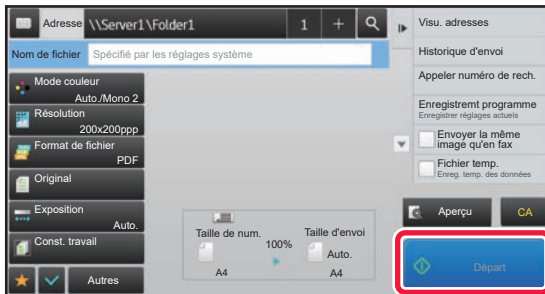 Adresse
\\Server1\Folder1
1
+
Nom de fichier
Spécifié par les réglages système
Mode couleur
Auto./Mono 2
Résolution
200x200ppp
Format de fichier
PDF
Original
Exposition
Auto.
Const. travail
Autres
Taille de num.
100%
Taille d'envoi
Auto.
A4
A4
Visu. adresses
Historique d'envoi
Appeler numéro de rech.
Enregistremt programme
Enregistrer réglages actuels
Envoyer la même
image qu'en fax
Fichier temp.
Enreg. temp. des données
Aperçu
CA
Départ